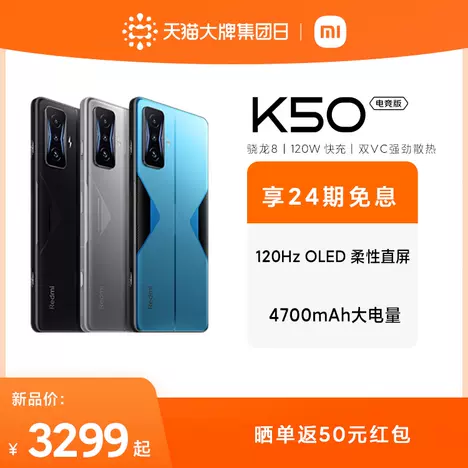 天猫大牌集团日
K50 电竞版
骁龙8 | 120W 快充 | 双VC强劲散热
享24期免息
120Hz OLED 柔性直屏
4700mAh大电量
Redmi
Redmi
Redmi
新品价:
¥ 3299起
晒单返50元红包